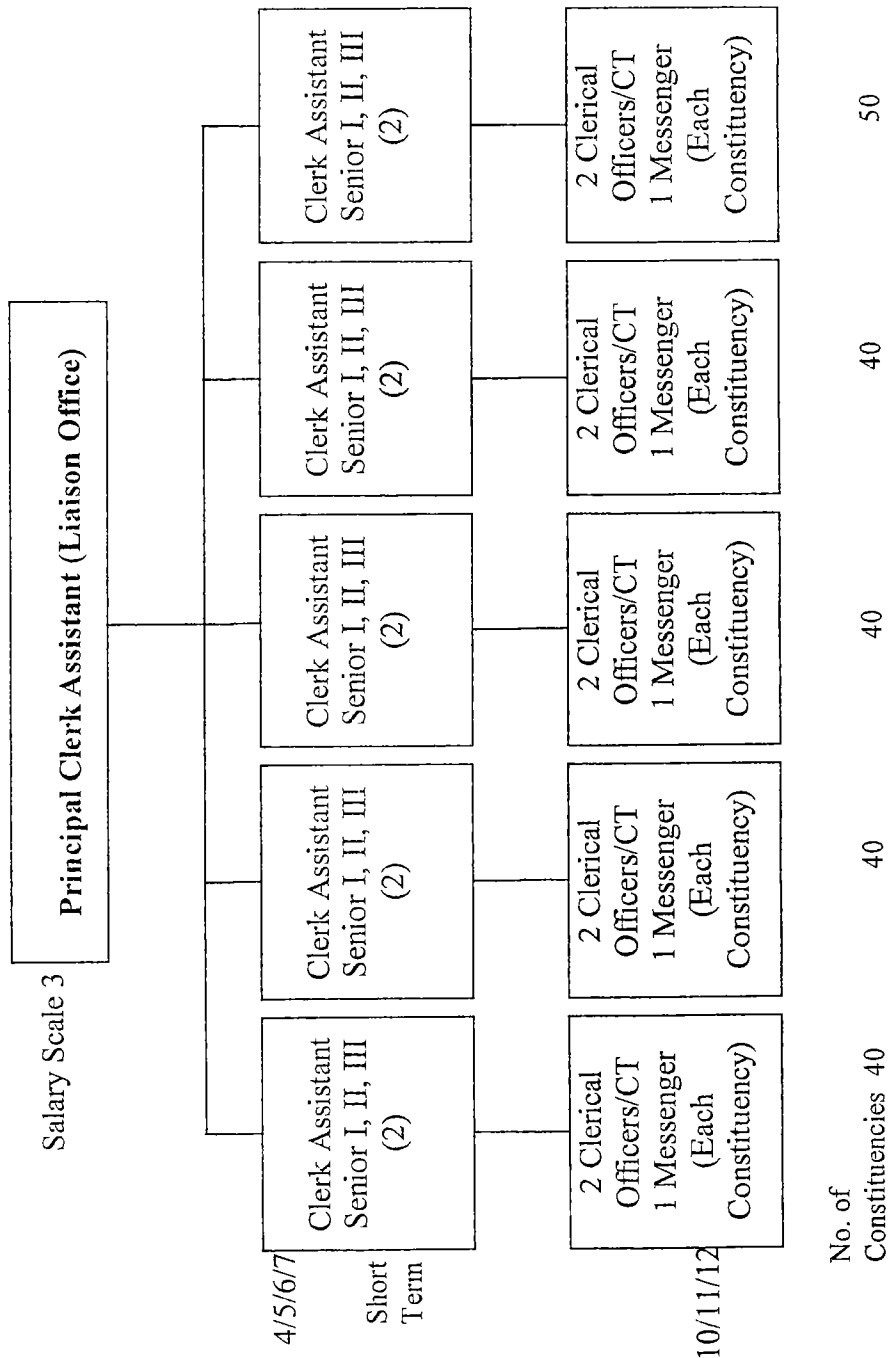 Salary Scale 3
Principal Clerk Assistant (Liaison Office)
4/5/6/7
Short
Term
Clerk Assistant
Senior I, II, III
(2)
Clerk Assistant
Senior I, II, III
(2)
Clerk Assistant
Senior I, II, III
(2)
Clerk Assistant
Senior I, II, III
(2)
Clerk Assistant
Senior I, II, III
(2)
10/11/12
2 Clerical
Officers/CT
1 Messenger
(Each
Constituency)
2 Clerical
Officers/CT
1 Messenger
(Each
Constituency)
2 Clerical
Officers/CT
1 Messenger
(Each
Constituency)
2 Clerical
Officers/CT
1 Messenger
(Each
Constituency)
2 Clerical
Officers/CT
1 Messenger
(Each
Constituency)
No. of
Constituencies 40 40 40 40 50